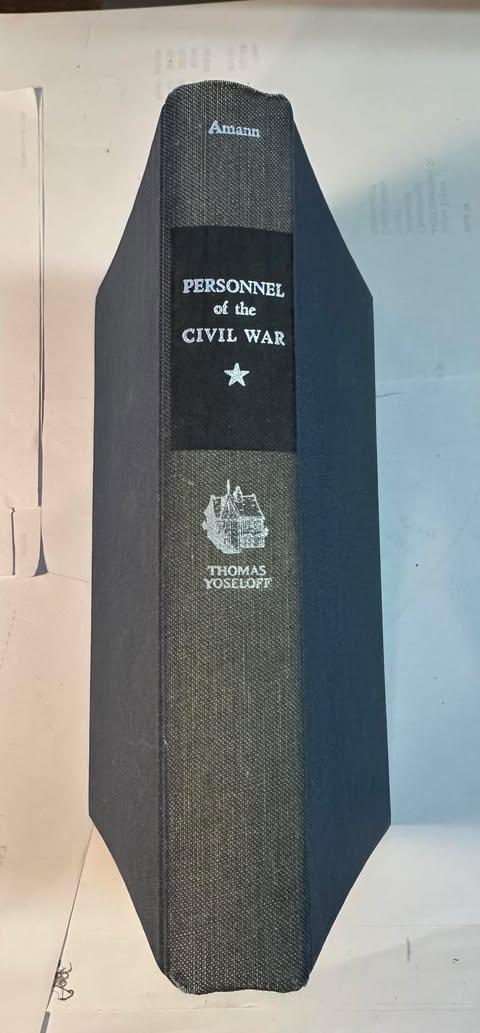 Amann
PERSONNEL
of the
CIVIL WAR
THOMAS
YOSELOFF